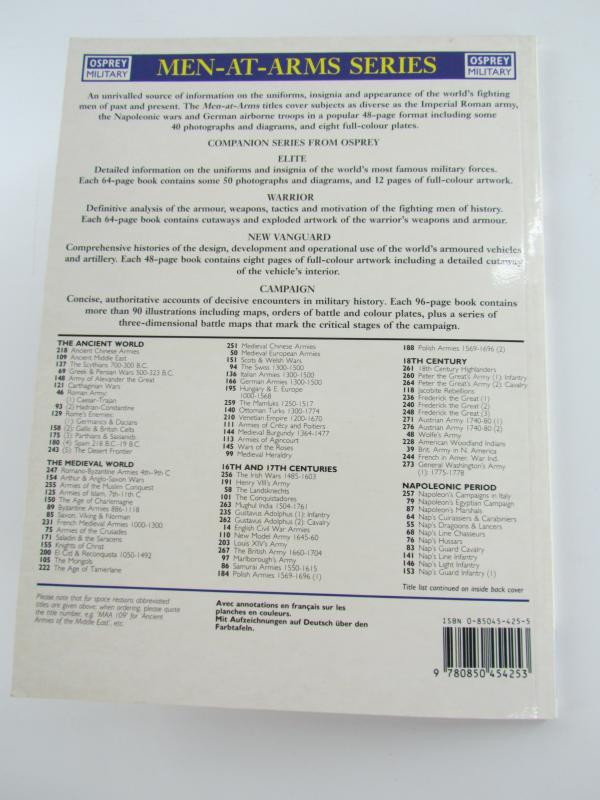 OSPREY
MILITARY
MEN-AT-ARMS SERIES
OSPREY
MILITARY
An unrivalled source of information on the uniforms, insignia and appearance of the world's fighting
men of past and present. The Men-at-Arms titles cover subjects as diverse as the Imperial Roman army,
the Napoleonic wars and German airborne troops in a popular 48-page format including some
40 photographs and diagrams, and eight full-colour plates.
COMPANION SERIES FROM OSPREY
ELITE
Detailed information on the uniforms and insignia of the world's most famous military forces.
Each 64-page book contains some 50 photographs and diagrams, and 12 pages of full-colour artwork.
WARRIOR
Definitive analysis of the armour, weapons, tactics and motivation of the fighting men of history.
Each 64-page book contains cutaways and exploded artwork of the warrior's weapons and armour.
NEW VANGUARD
Comprehensive histories of the design, development and operational use of the world's armoured vehicles
and artillery. Each 48-page book contains eight pages of full-colour artwork including a detailed cutaway
of the vehicle's interior.
CAMPAIGN
Concise, authoritative accounts of decisive encounters in military history. Each 96-page book contains
more than 90 illustrations including maps, orders of battle and colour plates, plus a series of
three-dimensional battle maps that mark the critical stages of the campaign.
THE ANCIENT WORLD
218 Ancient Chinese Armies
109 Ancient Middle East
137 The Scythians 700-300 B.C.
69 Greek & Persian Wars 500-323 B.C.
148 Army of Alexander the Great
121 Carthaginian Wars
46 Roman Army:
(1) Caesar-Trajan
93 (2) Hadrian-Constantine
129 Rome's Enemies:
(1) Germanics & Dacians
158 (2): Gallic & British Celts
175 (3): Parthians & Sassanids
180 (4): Spain 218 B.C.-19 B.C.
243 (5): The Desert Frontier
THE MEDIEVAL WORLD
247 Romano-Byzantine Armies 4th-9th C
154 Arthur & Anglo-Saxon Wars
255 Armies of the Muslim Conquest
125 Armies of Islam, 7th-11th C
150 The Age of Charlemagne
89 Byzantine Armies 886-1118
85 Saxon, Viking & Norman
231 French Medieval Armies 1000-1300
75 Armies of the Crusades
171 Saladin & the Saracens
155 Knights of Christ
200 El Cid & Reconquista 1050-1492
105 The Mongols
222 The Age of Tamerlane
251 Medieval Chinese Armies
50 Medieval European Armies
151 Scots & Welsh Wars
94 The Swiss 1300-1500
136 Italian Armies 1300-1500
166 German Armies 1300-1500
195 Hungary & E. Europe
1000-1568
259 The Mamluks 1250-1517
140 Ottoman Turks 1300-1774
210 Venetian Empire 1200-1670
111 Armies of Crécy and Poitiers
144 Medieval Burgundy 1364-1477
113 Armies of Agincourt
145 Wars of the Roses
99 Medieval Heraldry
16TH AND 17TH CENTURIES
256 The Irish Wars 1485-1603
191 Henry VIII's Army
58 The Landsknechts
101 The Conquistadores
263 Mughul India 1504-1761
235 Gustavus Adolphus (1): Infantry
262 Gustavus Adolphus (2): Cavalry
14 English Civil War Armies
110 New Model Army 1645-60
203 Louis XIV's Army
267 The British Army 1660-1704
97 Marlborough's Army
86 Samurai Armies 1550-1615
184 Polish Armies 1569-1696 (1)
188 Polish Armies 1569-1696 (2)
18TH CENTURY
261 18th Century Highlanders
260 Peter the Great's Army (1): Infantry
264 Peter the Great's Army (2): Cavalry
118 Jacobite Rebellions
236 Frederick the Great (1)
240 Frederick the Great (2)
248 Frederick the Great (3)
271 Austrian Army 1740-80 (1)
276 Austrian Army 1740-80 (2)
48 Wolfe's Army
228 American Woodland Indians
39 Brit. Army in N. America
244 French in Amer. War Ind.
273 General Washington's Army
(1): 1775-1778
NAPOLEONIC PERIOD
257 Napoleon's Campaigns in Italy
79 Napoleon's Egyptian Campaign
87 Napoleon's Marshals
64 Nap's Cuirassiers & Carabiniers
55 Nap's Dragoons & Lancers
68 Nap's Line Chasseurs
76 Nap's Hussars
83 Nap's Guard Cavalry
141 Nap's Line Infantry
146 Nap's Light Infantry
153 Nap's Guard Infantry (1)
Title list continued on inside back cover
Please note that for space reasons abbreviated
titles are given above; when ordering, please quote
the title number, e.g. 'MAA 109' for 'Ancient
Armies of the Middle East', etc.
Avec annotations en français sur les
planches en couleurs.
Mit Aufzeichnungen auf Deutsch über den
Farbtafeln.
ISBN 0-85045-425-5
9 780850 454253